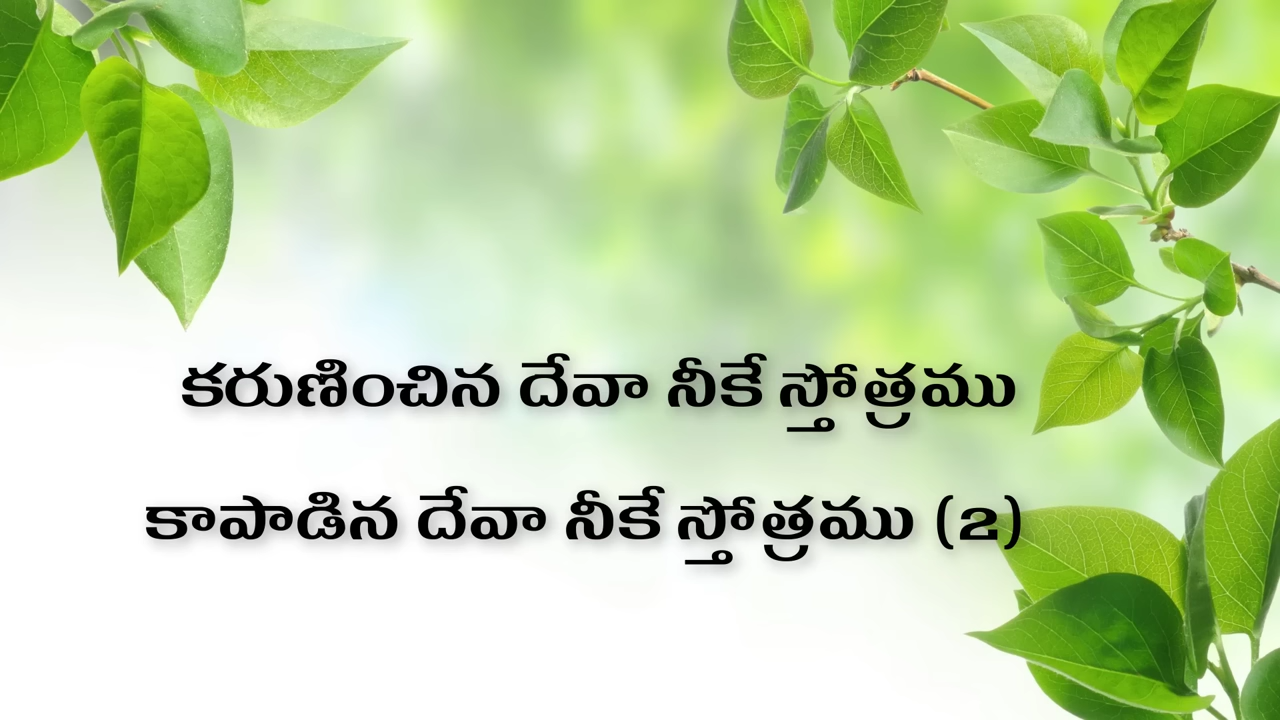 కరుణించిన దేవా నీకే స్తోత్రము
కాపాడిన దేవా నీకే స్తోత్రము (2)